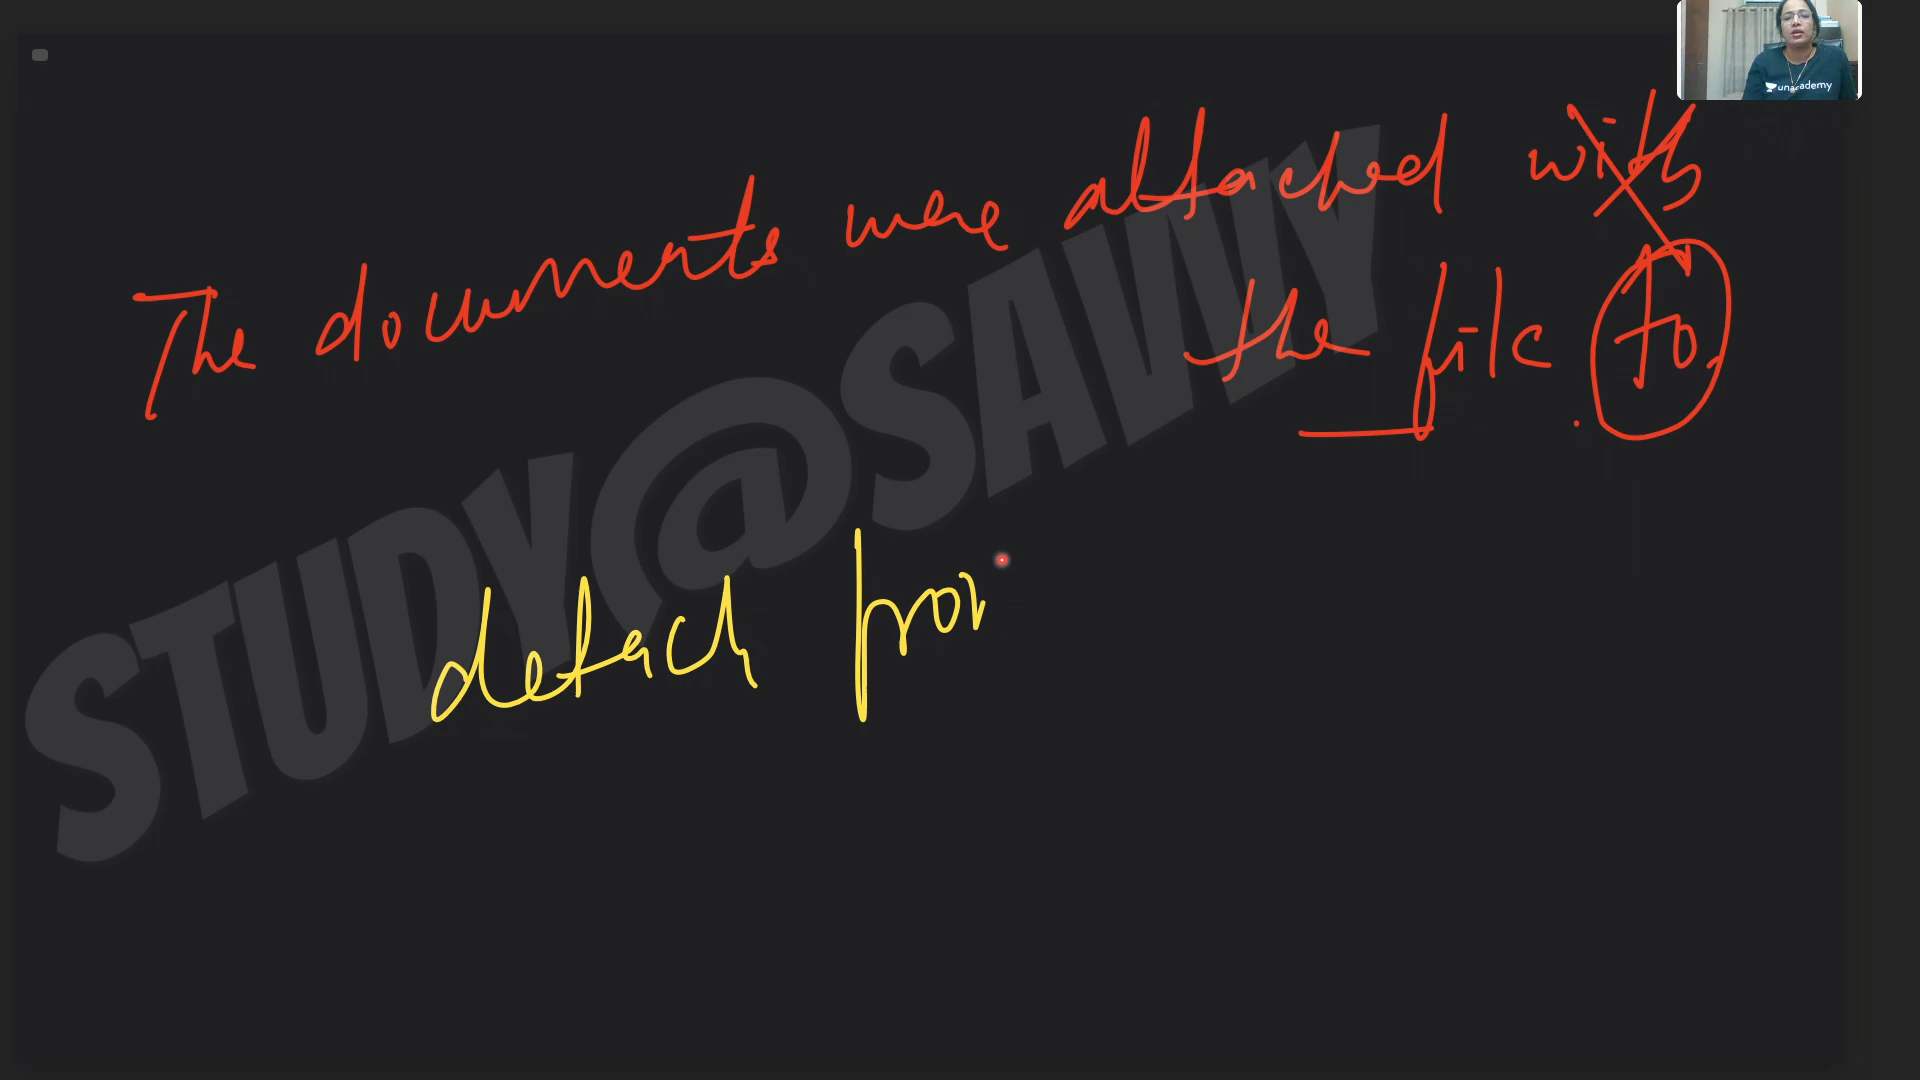 unacademy
The documents were attached with
the file. to.
STUDY@SAVVY
detach from